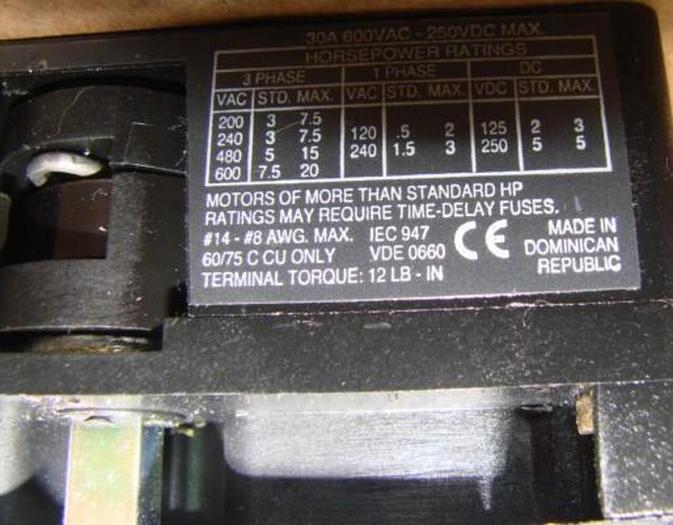 30A 600VAC - 250VDC MAX.
HORSEPOWER RATINGS
3 PHASE 1 PHASE DC
VAC STD. MAX. VAC STD. MAX. VDC STD. MAX.
200 3 7.5
240 3 7.5 120 .5 2 125 2 3
480 5 15 240 1.5 3 250 5 5
600 7.5 20
MOTORS OF MORE THAN STANDARD HP
RATINGS MAY REQUIRE TIME-DELAY FUSES.
#14 - #8 AWG. MAX. IEC 947 CE MADE IN
60/75 C CU ONLY VDE 0660 DOMINICAN
TERMINAL TORQUE: 12 LB - IN REPUBLIC